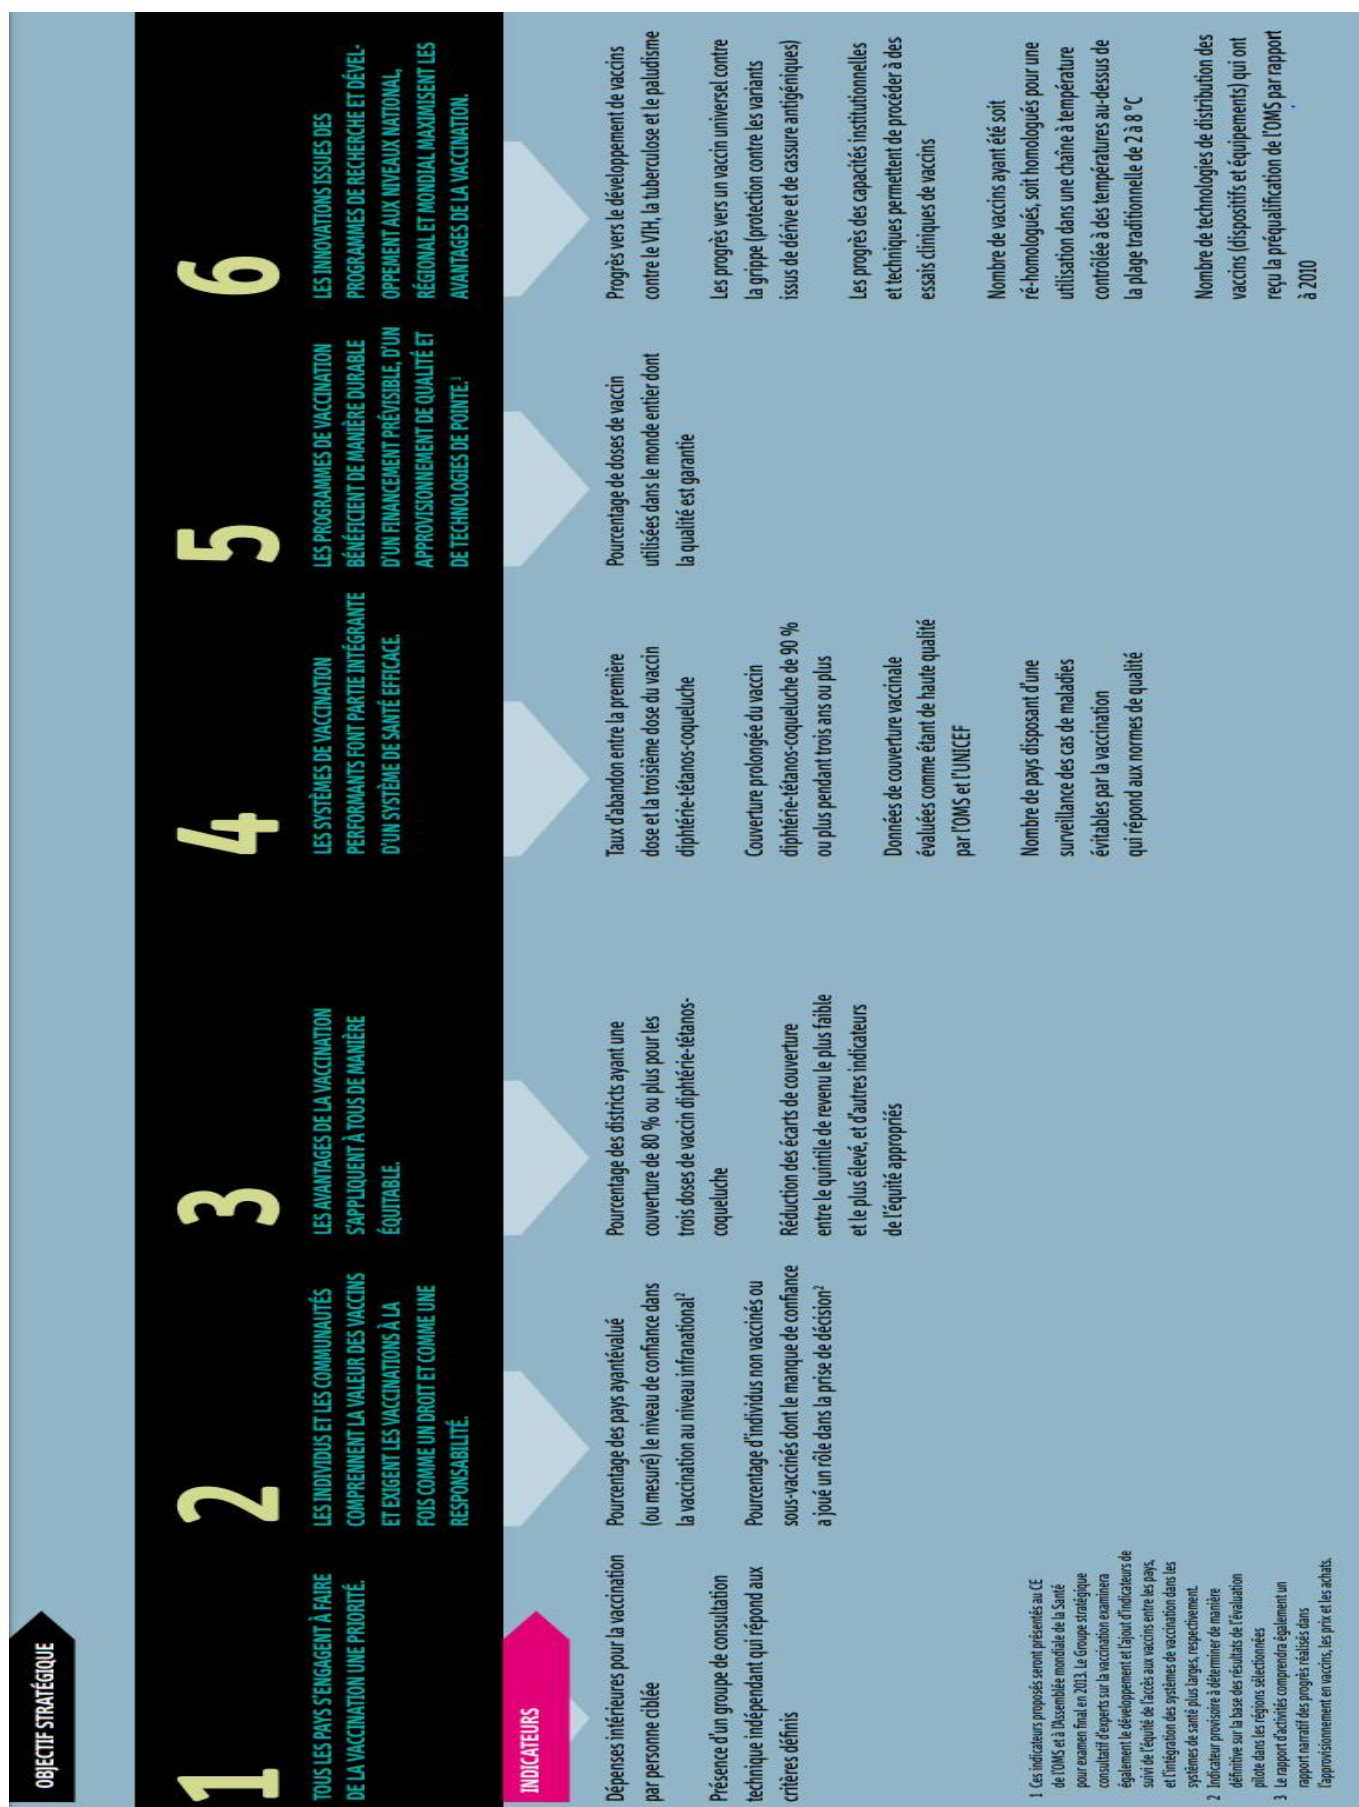 OBJECTIF STRATÉGIQUE
1
TOUS LES PAYS S'ENGAGENT À FAIRE
DE LA VACCINATION UNE PRIORITÉ.
2
LES INDIVIDUS ET LES COMMUNAUTÉS
COMPRENNENT LA VALEUR DES VACCINS
ET EXIGENT LES VACCINATIONS À LA
FOIS COMME UN DROIT ET COMME UNE
RESPONSABILITÉ.
3
LES AVANTAGES DE LA VACCINATION
S'APPLIQUENT À TOUS DE MANIÈRE
ÉQUITABLE.
4
LES SYSTÈMES DE VACCINATION
PERFORMANTS FONT PARTIE INTÉGRANTE
D'UN SYSTÈME DE SANTÉ EFFICACE.
5
LES PROGRAMMES DE VACCINATION
BÉNÉFICIENT DE MANIÈRE DURABLE
D'UN FINANCEMENT PRÉVISIBLE, D'UN
APPROVISIONNEMENT DE QUALITÉ ET
DE TECHNOLOGIES DE POINTE.³
6
LES INNOVATIONS ISSUES DES
PROGRAMMES DE RECHERCHE ET DÉVEL-
OPPEMENT AUX NIVEAUX NATIONAL,
RÉGIONAL ET MONDIAL MAXIMISENT LES
AVANTAGES DE LA VACCINATION.
INDICATEURS
Dépenses intérieures pour la vaccination
par personne ciblée
Présence d'un groupe de consultation
technique indépendant qui répond aux
critères définis
Pourcentage des pays ayantévalué
(ou mesuré) le niveau de confiance dans
la vaccination au niveau infranational²
Pourcentage d'individus non vaccinés ou
sous-vaccinés dont le manque de confiance
a joué un rôle dans la prise de décision²
Pourcentage des districts ayant une
couverture de 80 % ou plus pour les
trois doses de vaccin diphtérie-tétanos-
coqueluche
Réduction des écarts de couverture
entre le quintile de revenu le plus faible
et le plus élevé, et d'autres indicateurs
de l'équité appropriés
Taux d'abandon entre la première
dose et la troisième dose du vaccin
diphtérie-tétanos-coqueluche
Couverture prolongée du vaccin
diphtérie-tétanos-coqueluche de 90 %
ou plus pendant trois ans ou plus
Données de couverture vaccinale
évaluées comme étant de haute qualité
par l'OMS et l'UNICEF
Nombre de pays disposant d'une
surveillance des cas de maladies
évitables par la vaccination
qui répond aux normes de qualité
Pourcentage de doses de vaccin
utilisées dans le monde entier dont
la qualité est garantie
Progrès vers le développement de vaccins
contre le VIH, la tuberculose et le paludisme
Les progrès vers un vaccin universel contre
la grippe (protection contre les variants
issus de dérive et de cassure antigéniques)
Les progrès des capacités institutionnelles
et techniques permettent de procéder à des
essais cliniques de vaccins
Nombre de vaccins ayant été soit
ré-homologués, soit homologués pour une
utilisation dans une chaîne à température
contrôlée à des températures au-dessus de
la plage traditionnelle de 2 à 8 °C
Nombre de technologies de distribution des
vaccins (dispositifs et équipements) qui ont
reçu la préqualification de l'OMS par rapport
à 2010
1 Ces indicateurs proposés seront présentés au CE
de l'OMS et à l'Assemblée mondiale de la Santé
pour examen final en 2013. Le Groupe stratégique
consultatif d'experts sur la vaccination examinera
également le développement et l'ajout d'indicateurs de
suivi de l'équité de l'accès aux vaccins entre les pays,
et l'intégration des systèmes de vaccination dans les
systèmes de santé plus larges, respectivement.
2 Indicateur provisoire à déterminer de manière
définitive sur la base des résultats de l'évaluation
pilote dans les régions sélectionnées
3 Le rapport d'activités comprendra également un
rapport narratif des progrès réalisés dans
l'approvisionnement en vaccins, les prix et les achats.